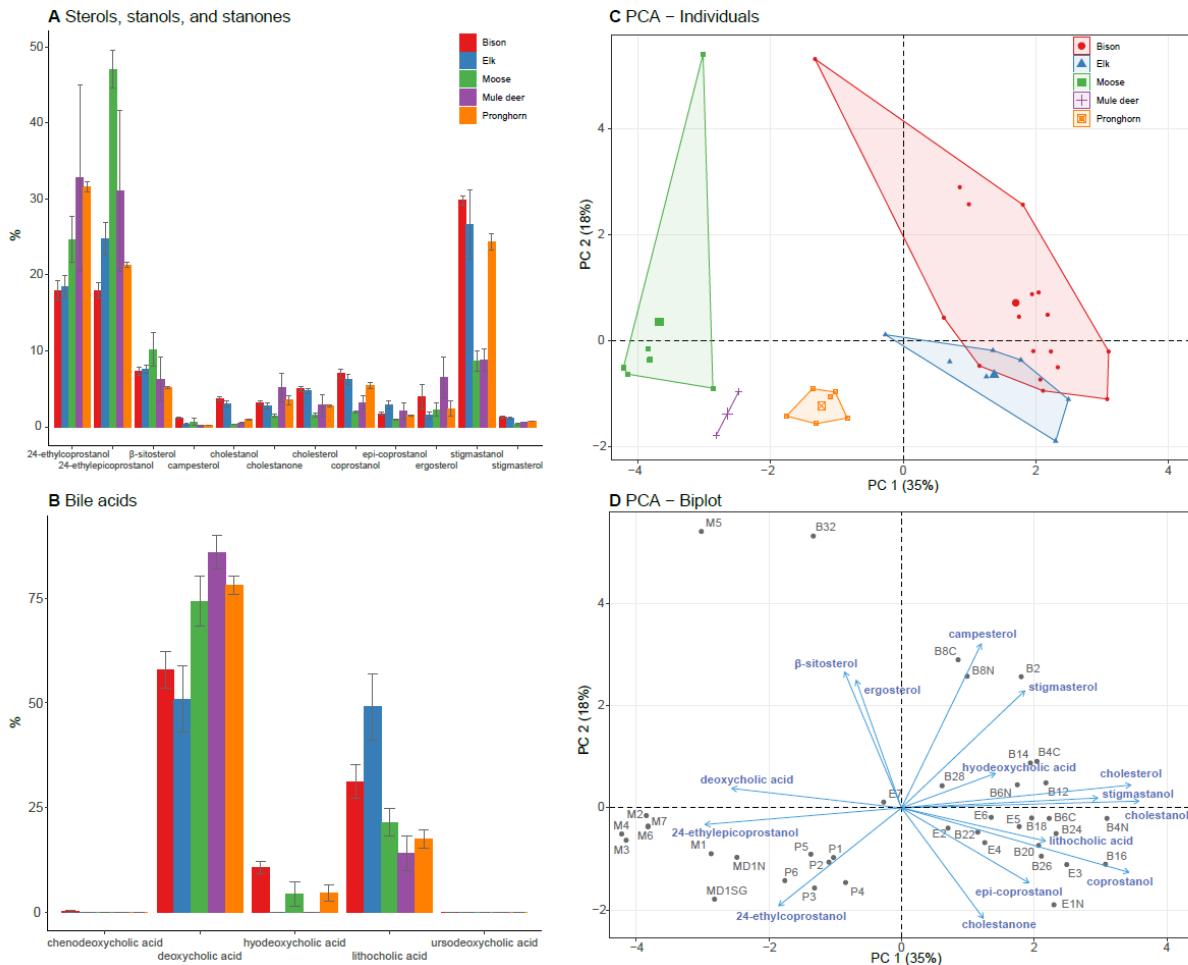 A Sterols, stanols, and stanones
50
40
30
20
10
0
%
Bison
Elk
Moose
Mule deer
Pronghorn
24-ethylcoprostanol
β-sitosterol
cholestanol
cholesterol
epi-coprostanol
stigmastanol
24-ethylepicoprostanol
campesterol
cholestanone
coprostanol
ergosterol
stigmasterol
C PCA − Individuals
Bison
Elk
Moose
Mule deer
Pronghorn
4
2
0
−2
PC 2 (18%)
−4
−2
0
2
4
PC 1 (35%)
B Bile acids
75
50
25
0
%
chenodeoxycholic acid
hyodeoxycholic acid
ursodeoxycholic acid
deoxycholic acid
lithocholic acid
D PCA − Biplot
M5
B32
campesterol
B8C
B8N
B2
β-sitosterol
ergosterol
stigmasterol
B14
B4C
hyodeoxycholic acid
cholesterol
deoxycholic acid
B28
B6N
B12
stigmastanol
cholestanol
M2
M7
M4
M6
M3
24-ethylepicoprostanol
E6
E5
B6C
B18
B24
B4N
E2
B22
lithocholic acid
M1
MD1N
P5
P1
P2
E4
B20
B26
B16
E3
coprostanol
P6
MD1SG
P3
P4
epi-coprostanol
E1N
24-ethylcoprostanol
cholestanone
4
2
0
−2
PC 2 (18%)
−4
−2
0
2
4
PC 1 (35%)